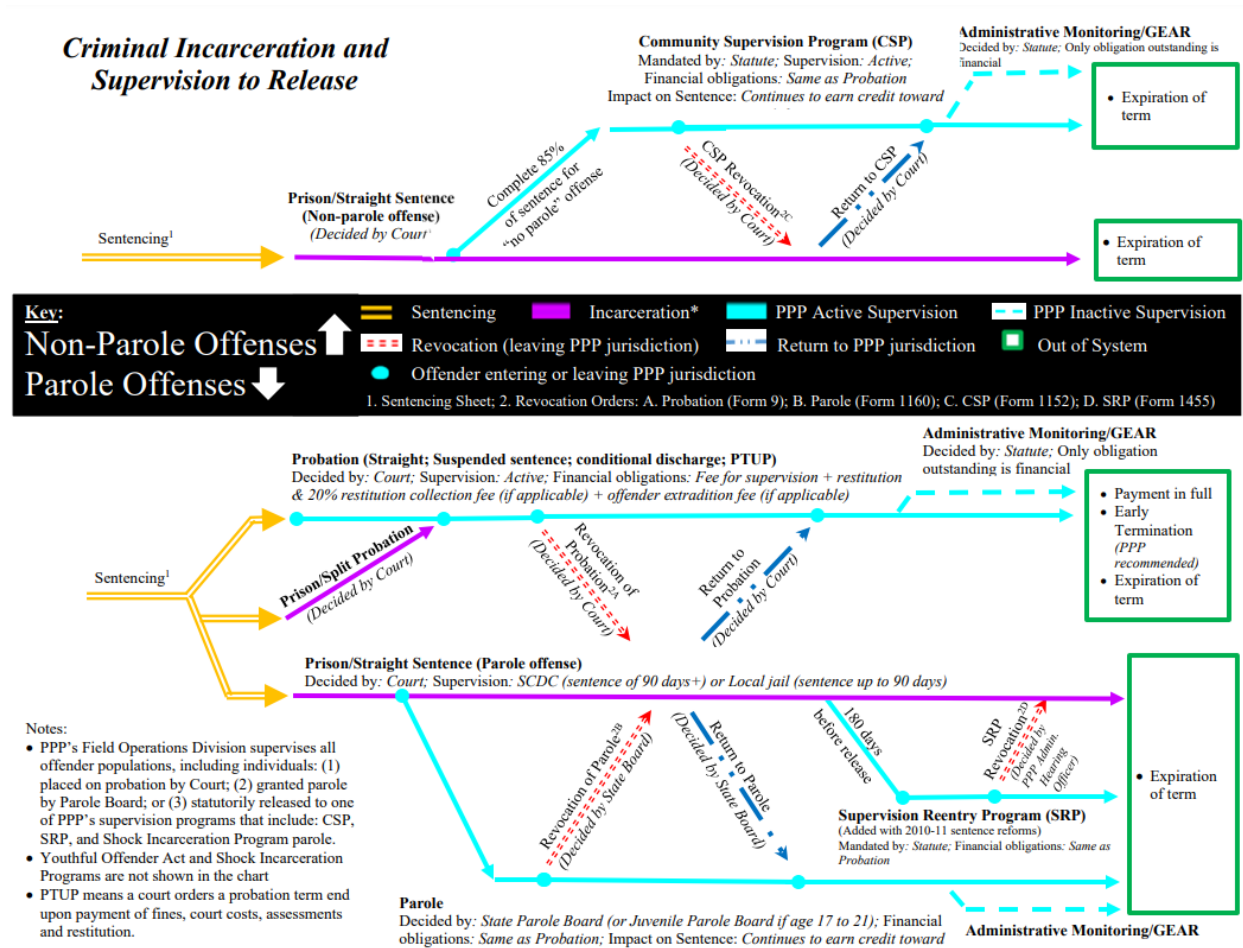 Criminal Incarceration and
Supervision to Release
Community Supervision Program (CSP)
Mandated by: Statute; Supervision: Active;
Financial obligations: Same as Probation
Impact on Sentence: Continues to earn credit toward
Administrative Monitoring/GEAR
Decided by: Statute; Only obligation outstanding is
financial
• Expiration of
term
Complete 85%
of sentence for
"no parole" offense
CSP Revocation2C
(Decided by Court)
Return to CSP
(Decided by Court)
Prison/Straight Sentence
(Non-parole offense)
(Decided by Court
Sentencing1
• Expiration of
term
Key:
Non-Parole Offenses
Parole Offenses
Sentencing
Incarceration*
PPP Active Supervision
PPP Inactive Supervision
Revocation (leaving PPP jurisdiction)
Return to PPP jurisdiction
Out of System
Offender entering or leaving PPP jurisdiction
1. Sentencing Sheet; 2. Revocation Orders: A. Probation (Form 9); B. Parole (Form 1160); C. CSP (Form 1152); D. SRP (Form 1455)
Probation (Straight; Suspended sentence; conditional discharge; PTUP)
Decided by: Court; Supervision: Active; Financial obligations: Fee for supervision + restitution
& 20% restitution collection fee (if applicable) + offender extradition fee (if applicable)
Administrative Monitoring/GEAR
Decided by: Statute; Only obligation
outstanding is financial
• Payment in full
• Early
Termination
(PPP
recommended)
• Expiration of
term
Sentencing1
Prison/Split Probation
(Decided by Court)
Revocation of
Probation2A
(Decided by Court)
Return to
Probation
(Decided by Court)
Prison/Straight Sentence (Parole offense)
Decided by: Court; Supervision: SCDC (sentence of 90 days+) or Local jail (sentence up to 90 days)
Revocation of Parole2B
(Decided by State Board)
Return to Parole
(Decided by State Board)
180 days
before release
SRP
Revocation2D
(Decided by
PPP Admin.
Hearing
Officer)
• Expiration
of term
Supervision Reentry Program (SRP)
(Added with 2010-11 sentence reforms)
Mandated by: Statute; Financial obligations: Same as
Probation
Notes:
• PPP's Field Operations Division supervises all
offender populations, including individuals: (1)
placed on probation by Court; (2) granted parole
by Parole Board; or (3) statutorily released to one
of PPP's supervision programs that include: CSP,
SRP, and Shock Incarceration Program parole.
• Youthful Offender Act and Shock Incarceration
Programs are not shown in the chart
• PTUP means a court orders a probation term end
upon payment of fines, court costs, assessments
and restitution.
Parole
Decided by: State Parole Board (or Juvenile Parole Board if age 17 to 21); Financial
obligations: Same as Probation; Impact on Sentence: Continues to earn credit toward
Administrative Monitoring/GEAR